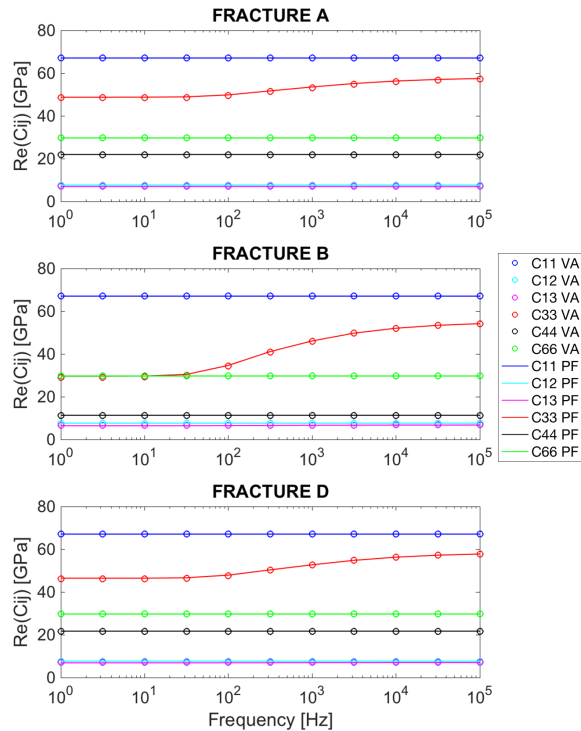 FRACTURE A
Re(Cij) [GPa]
80
60
40
20
0
10^0 10^1 10^2 10^3 10^4 10^5
FRACTURE B
Re(Cij) [GPa]
80
60
40
20
0
10^0 10^1 10^2 10^3 10^4 10^5
C11 VA
C12 VA
C13 VA
C33 VA
C44 VA
C66 VA
C11 PF
C12 PF
C13 PF
C33 PF
C44 PF
C66 PF
FRACTURE D
Re(Cij) [GPa]
80
60
40
20
0
10^0 10^1 10^2 10^3 10^4 10^5
Frequency [Hz]